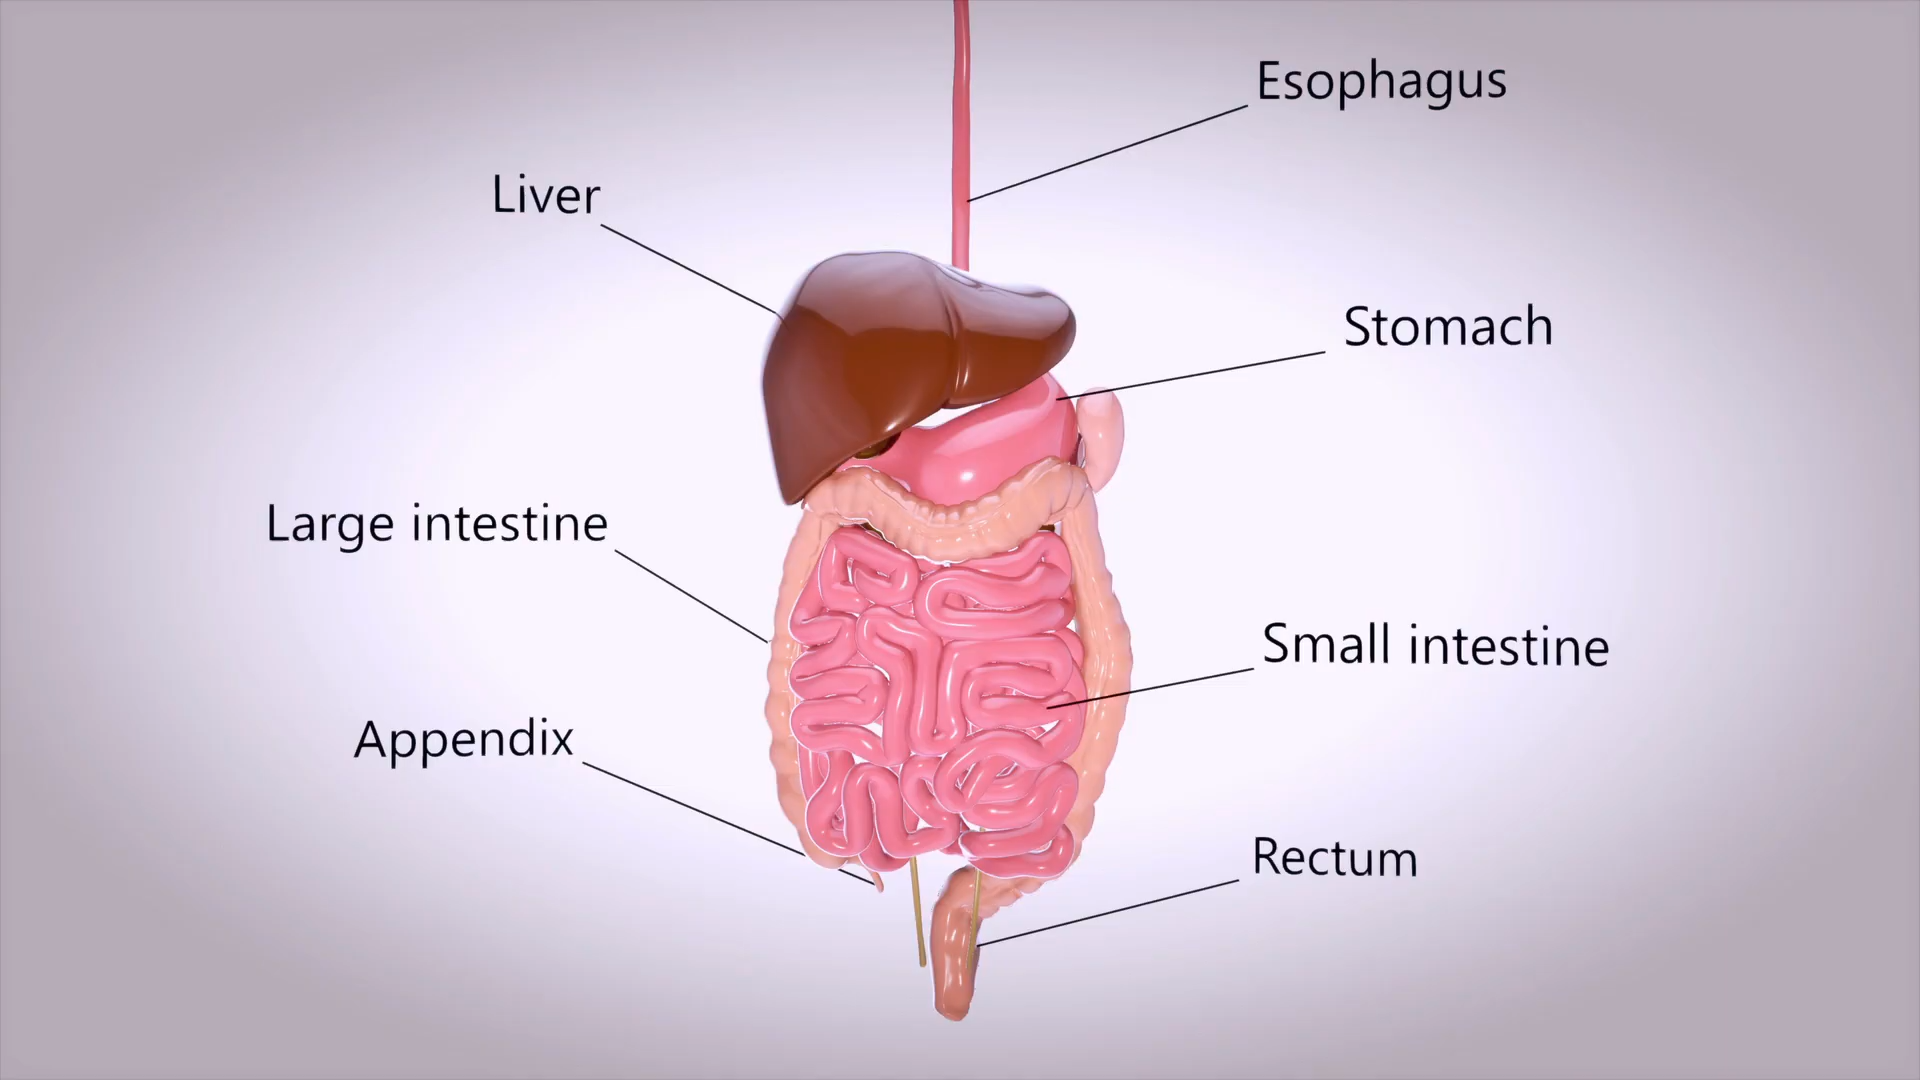 Esophagus
Liver
Stomach
Large intestine
Small intestine
Appendix
Rectum